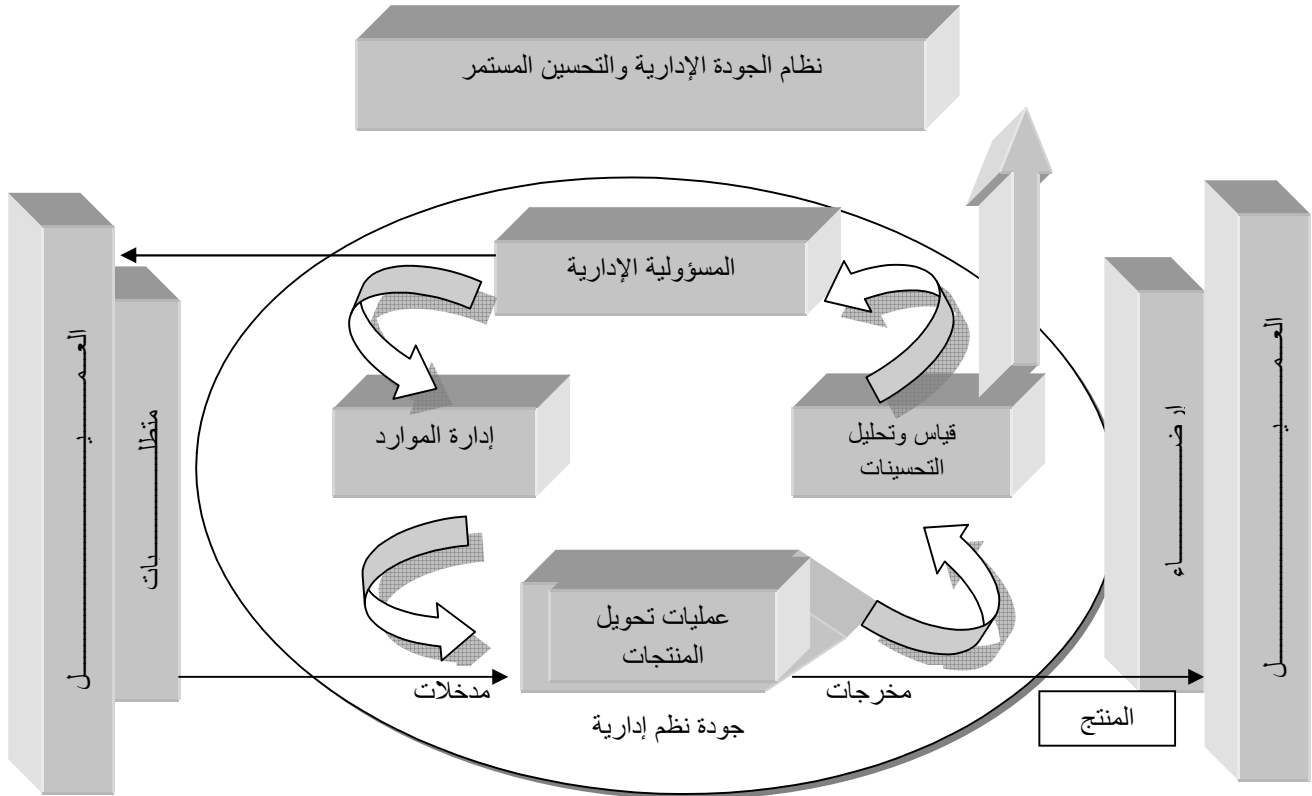 نظام الجودة الإدارية والتحسين المستمر
المسؤولية الإدارية
العميل
متطلبات
إدارة الموارد
قياس وتحليل
التحسينات
إرضاء
العميل
عمليات تحويل
المنتجات
مدخلات
مخرجات
المنتج
جودة نظم إدارية